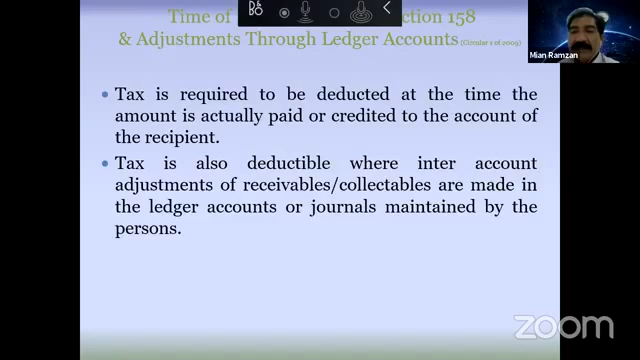 Time of
ction 158
& Adjustments Through Ledger Accounts (Circular 1 of 2009)
Mian Ramzan
• Tax is required to be deducted at the time the
amount is actually paid or credited to the account of
the recipient.
• Tax is also deductible where inter account
adjustments of receivables/collectables are made in
the ledger accounts or journals maintained by the
persons.
zoom